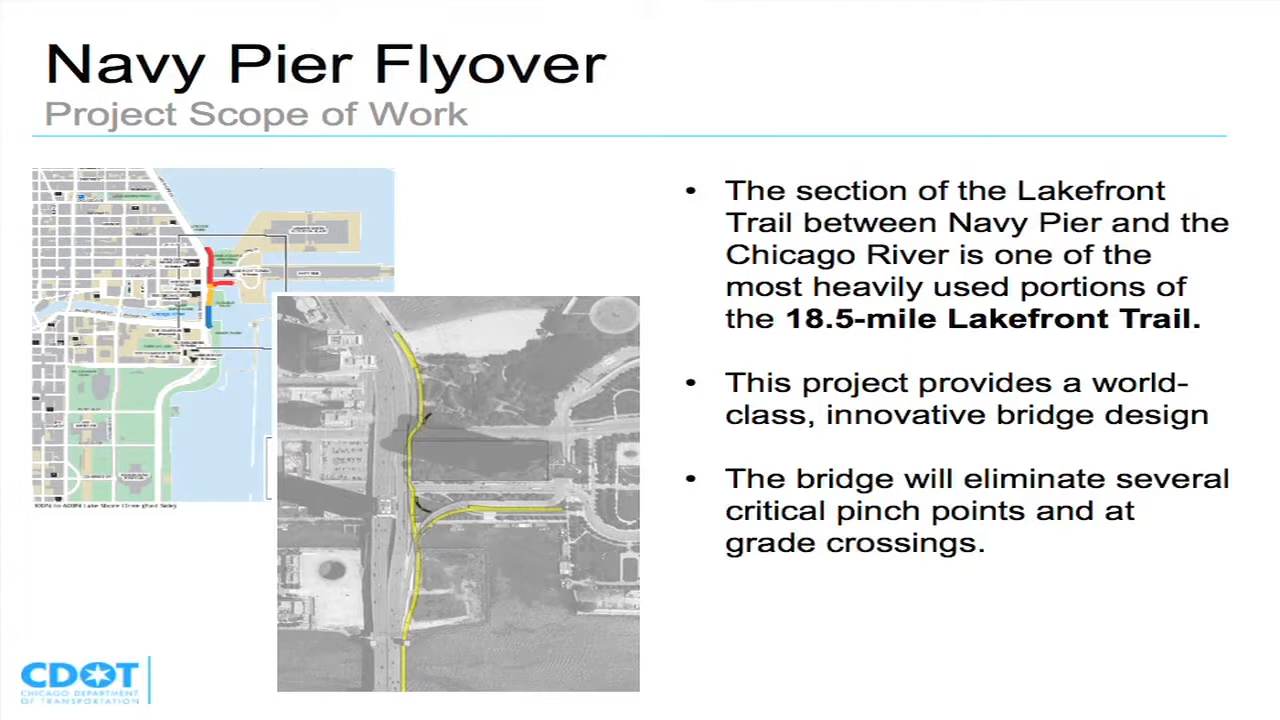 Navy Pier Flyover
Project Scope of Work
• The section of the Lakefront
Trail between Navy Pier and the
Chicago River is one of the
most heavily used portions of
the 18.5-mile Lakefront Trail.
• This project provides a world-
class, innovative bridge design
• The bridge will eliminate several
critical pinch points and at
grade crossings.
CDOT
CHICAGO DEPARTMENT
OF TRANSPORTATION